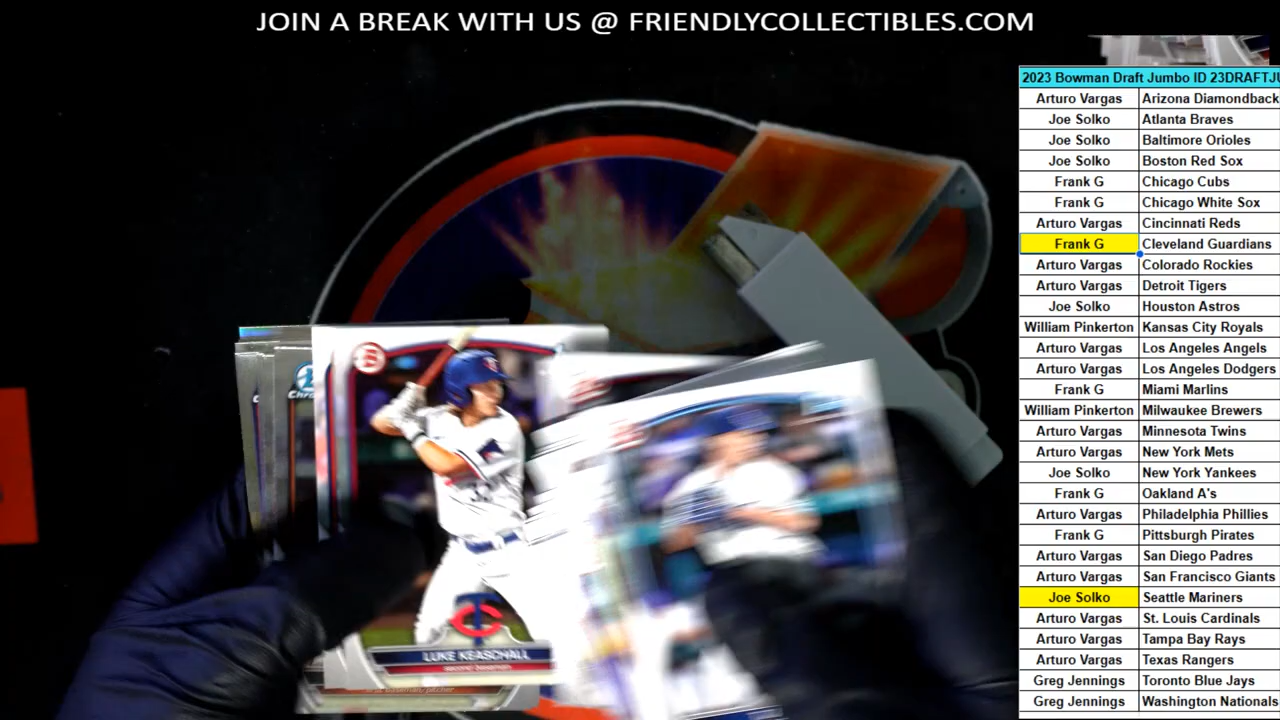 JOIN A BREAK WITH US @ FRIENDLYCOLLECTIBLES.COM
2023 Bowman Draft Jumbo ID 23DRAFTJU
Arturo Vargas Arizona Diamondback
Joe Solko Atlanta Braves
Joe Solko Baltimore Orioles
Joe Solko Boston Red Sox
Frank G Chicago Cubs
Frank G Chicago White Sox
Arturo Vargas Cincinnati Reds
Frank G Cleveland Guardians
Arturo Vargas Colorado Rockies
Arturo Vargas Detroit Tigers
Joe Solko Houston Astros
William Pinkerton Kansas City Royals
Arturo Vargas Los Angeles Angels
Arturo Vargas Los Angeles Dodgers
Frank G Miami Marlins
William Pinkerton Milwaukee Brewers
Arturo Vargas Minnesota Twins
Arturo Vargas New York Mets
Joe Solko New York Yankees
Frank G Oakland A's
Arturo Vargas Philadelphia Phillies
Frank G Pittsburgh Pirates
Arturo Vargas San Diego Padres
Arturo Vargas San Francisco Giants
Joe Solko Seattle Mariners
Arturo Vargas St. Louis Cardinals
Arturo Vargas Tampa Bay Rays
Arturo Vargas Texas Rangers
Greg Jennings Toronto Blue Jays
Greg Jennings Washington Nationals
B
TC
LUKE KEASCHALL
second baseman
baseman/pitcher